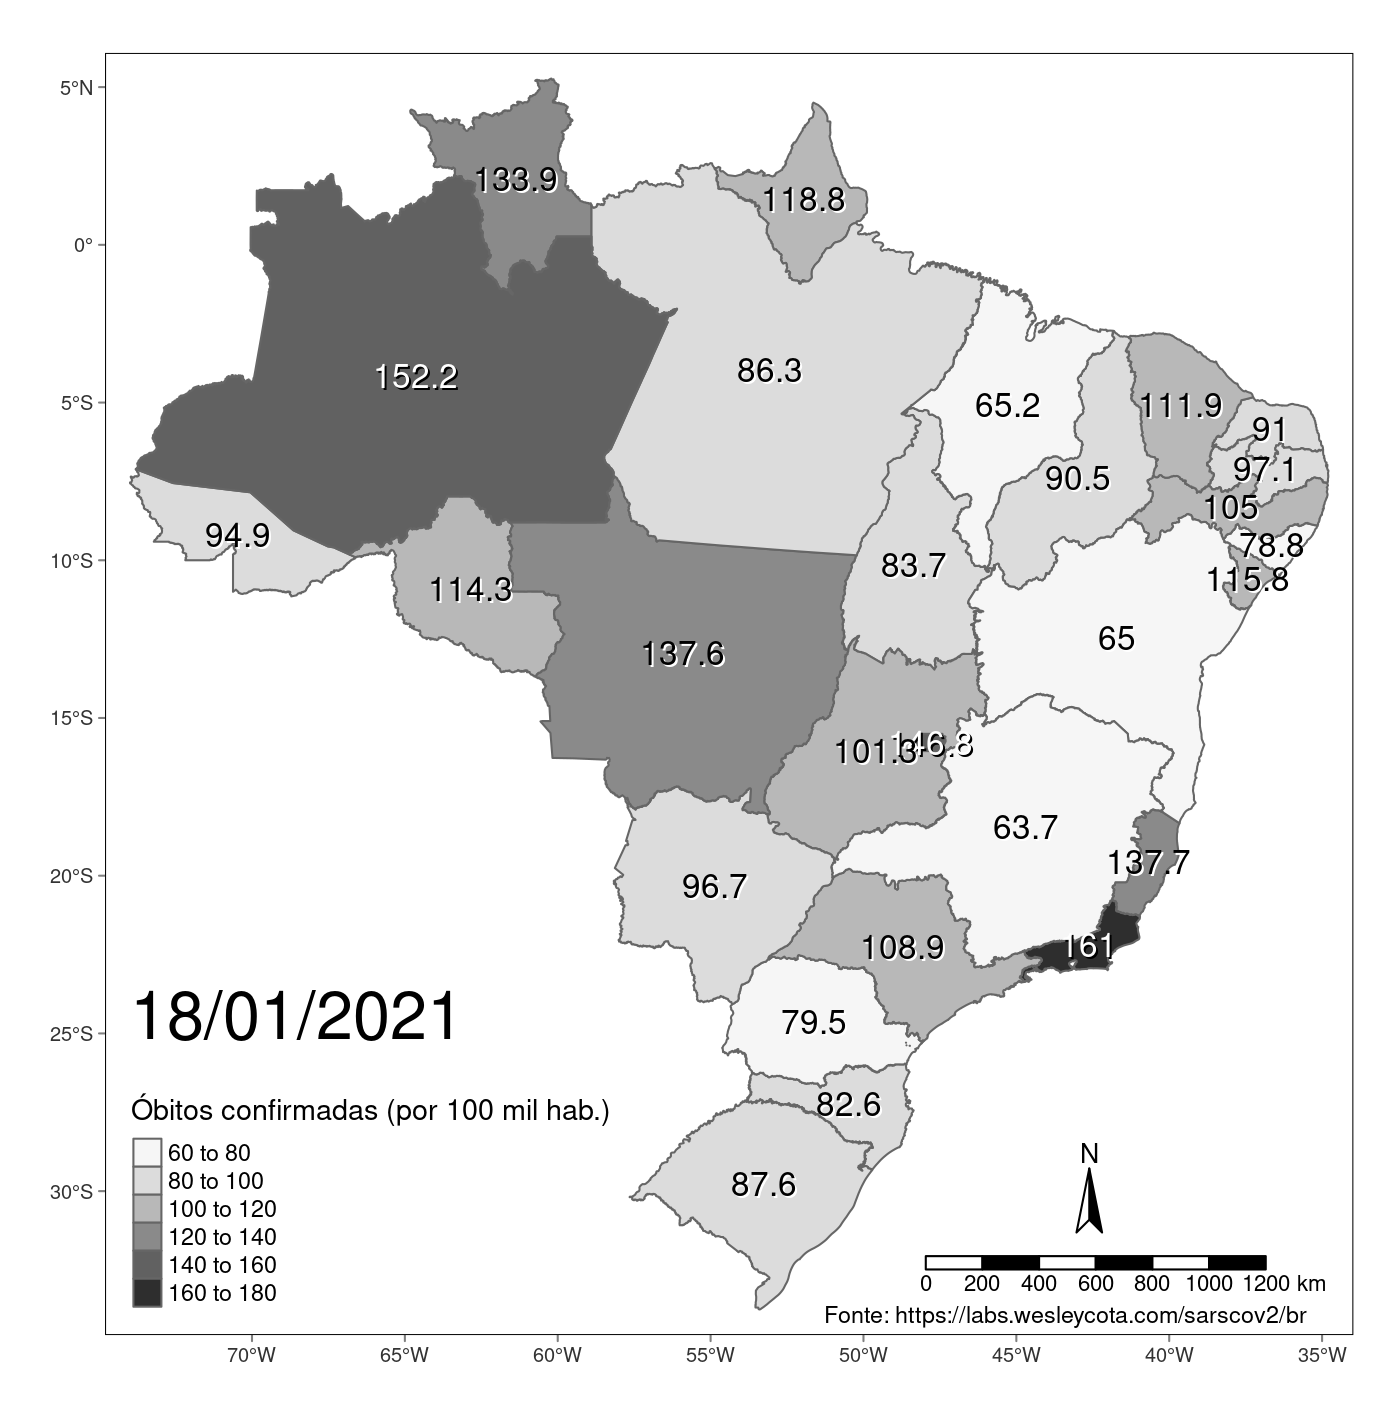 5°N
133.9
118.8
0°
152.2
86.3
5°S
65.2
111.9
91
90.5
97.1
105
94.9
78.8
10°S
83.7
115.8
114.3
65
137.6
15°S
101.3
146.8
63.7
137.7
20°S
96.7
108.9
161
79.5
18/01/2021
25°S
82.6
87.6
Óbitos confirmadas (por 100 mil hab.)
60 to 80
80 to 100
100 to 120
120 to 140
140 to 160
160 to 180
30°S
N
0 200 400 600 800 1000 1200 km
Fonte: https://labs.wesleycota.com/sarscov2/br
70°W 65°W 60°W 55°W 50°W 45°W 40°W 35°W